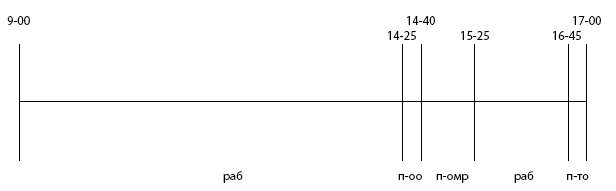 9-00 14-40 17-00
14-25 15-25 16-45
раб п-оо п-омр раб п-то